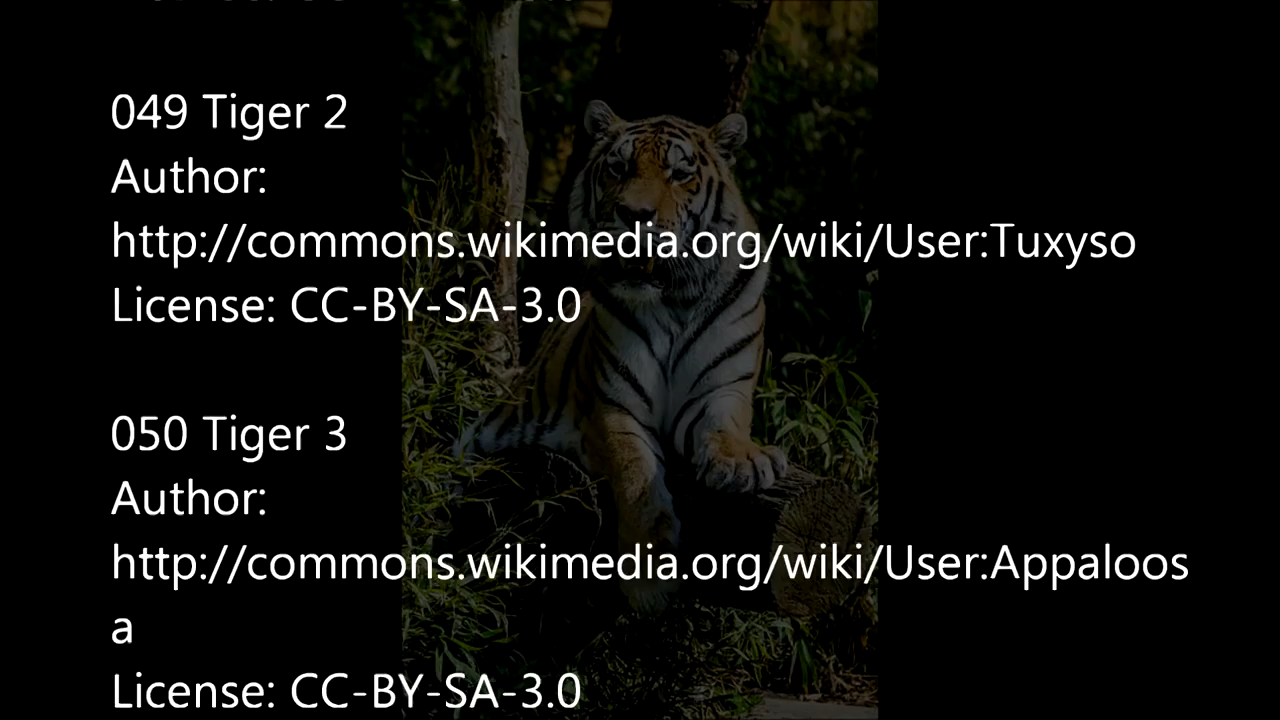 049 Tiger 2
Author:
http://commons.wikimedia.org/wiki/User:Tuxyso
License: CC-BY-SA-3.0
050 Tiger 3
Author:
http://commons.wikimedia.org/wiki/User:Appaloos
a
License: CC-BY-SA-3.0